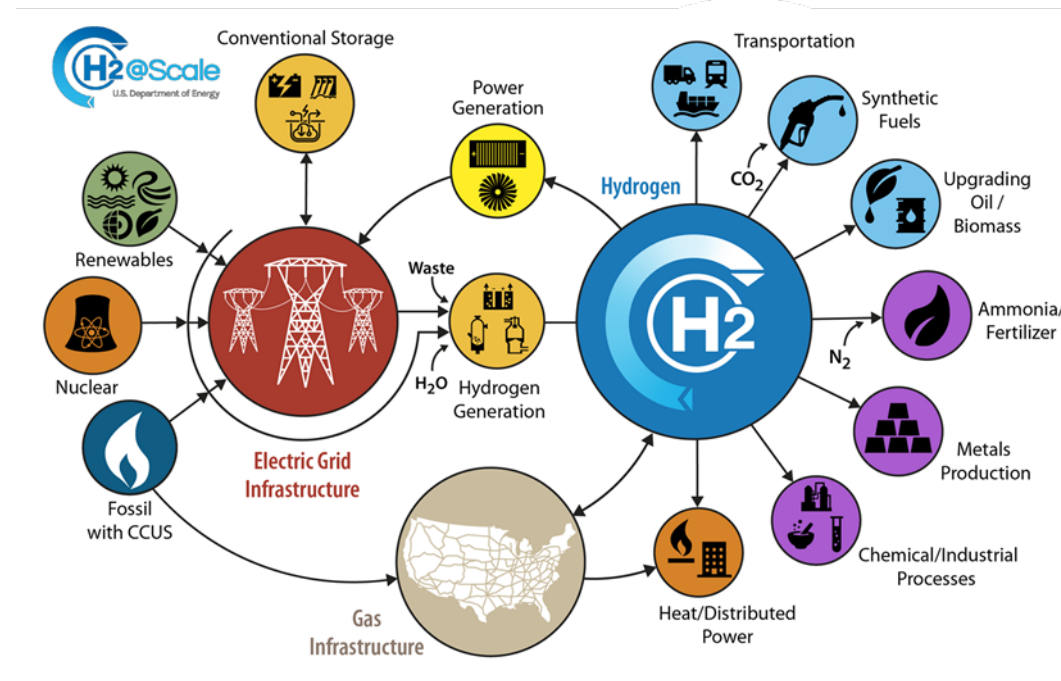 H2@Scale
U.S. Department of Energy
Conventional Storage
Power
Generation
Transportation
Synthetic
Fuels
CO2
Hydrogen
Upgrading
Oil /
Biomass
Renewables
Waste
H2
Ammonia/
Fertilizer
N2
Nuclear
H2O
Hydrogen
Generation
Electric Grid
Infrastructure
Metals
Production
Fossil
with CCUS
Chemical/Industrial
Processes
Gas
Infrastructure
Heat/Distributed
Power